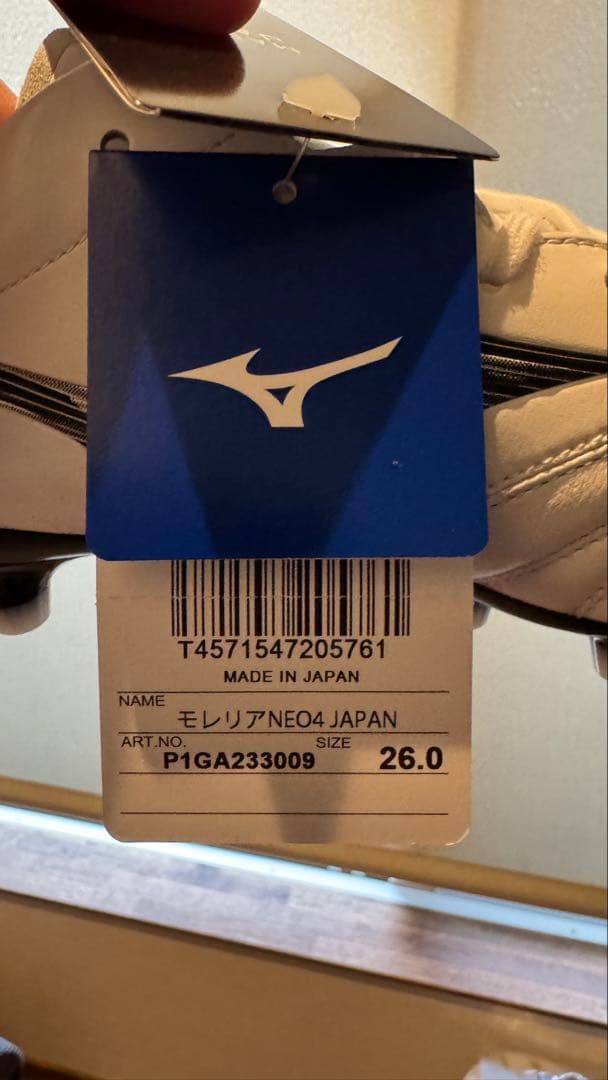 T4571547205761
MADE IN JAPAN
NAME
モレリアNEO4 JAPAN
ART.NO. SIZE
P1GA233009 26.0